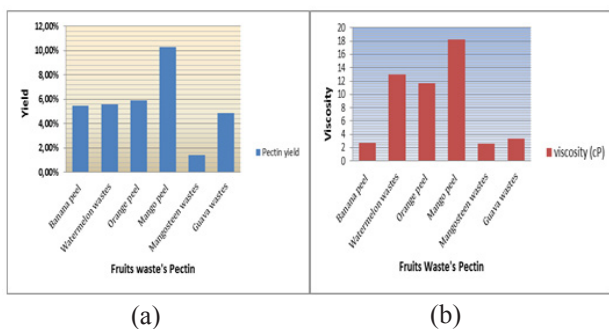 12,00%
10,00%
8,00%
6,00%
4,00%
2,00%
0,00%
Yield
Banana peel
Watermelon wastes
Orange peel
Mango peel
Mangosteen wastes
Guava wastes
Pectin yield
Fruits waste's Pectin
(a)
20
18
16
14
12
10
8
6
4
2
0
Viscosity
Banana peel
Watermelon wastes
Orange peel
Mango peel
Mangosteen wastes
Guava wastes
viscosity (cP)
Fruits Waste's Pectin
(b)